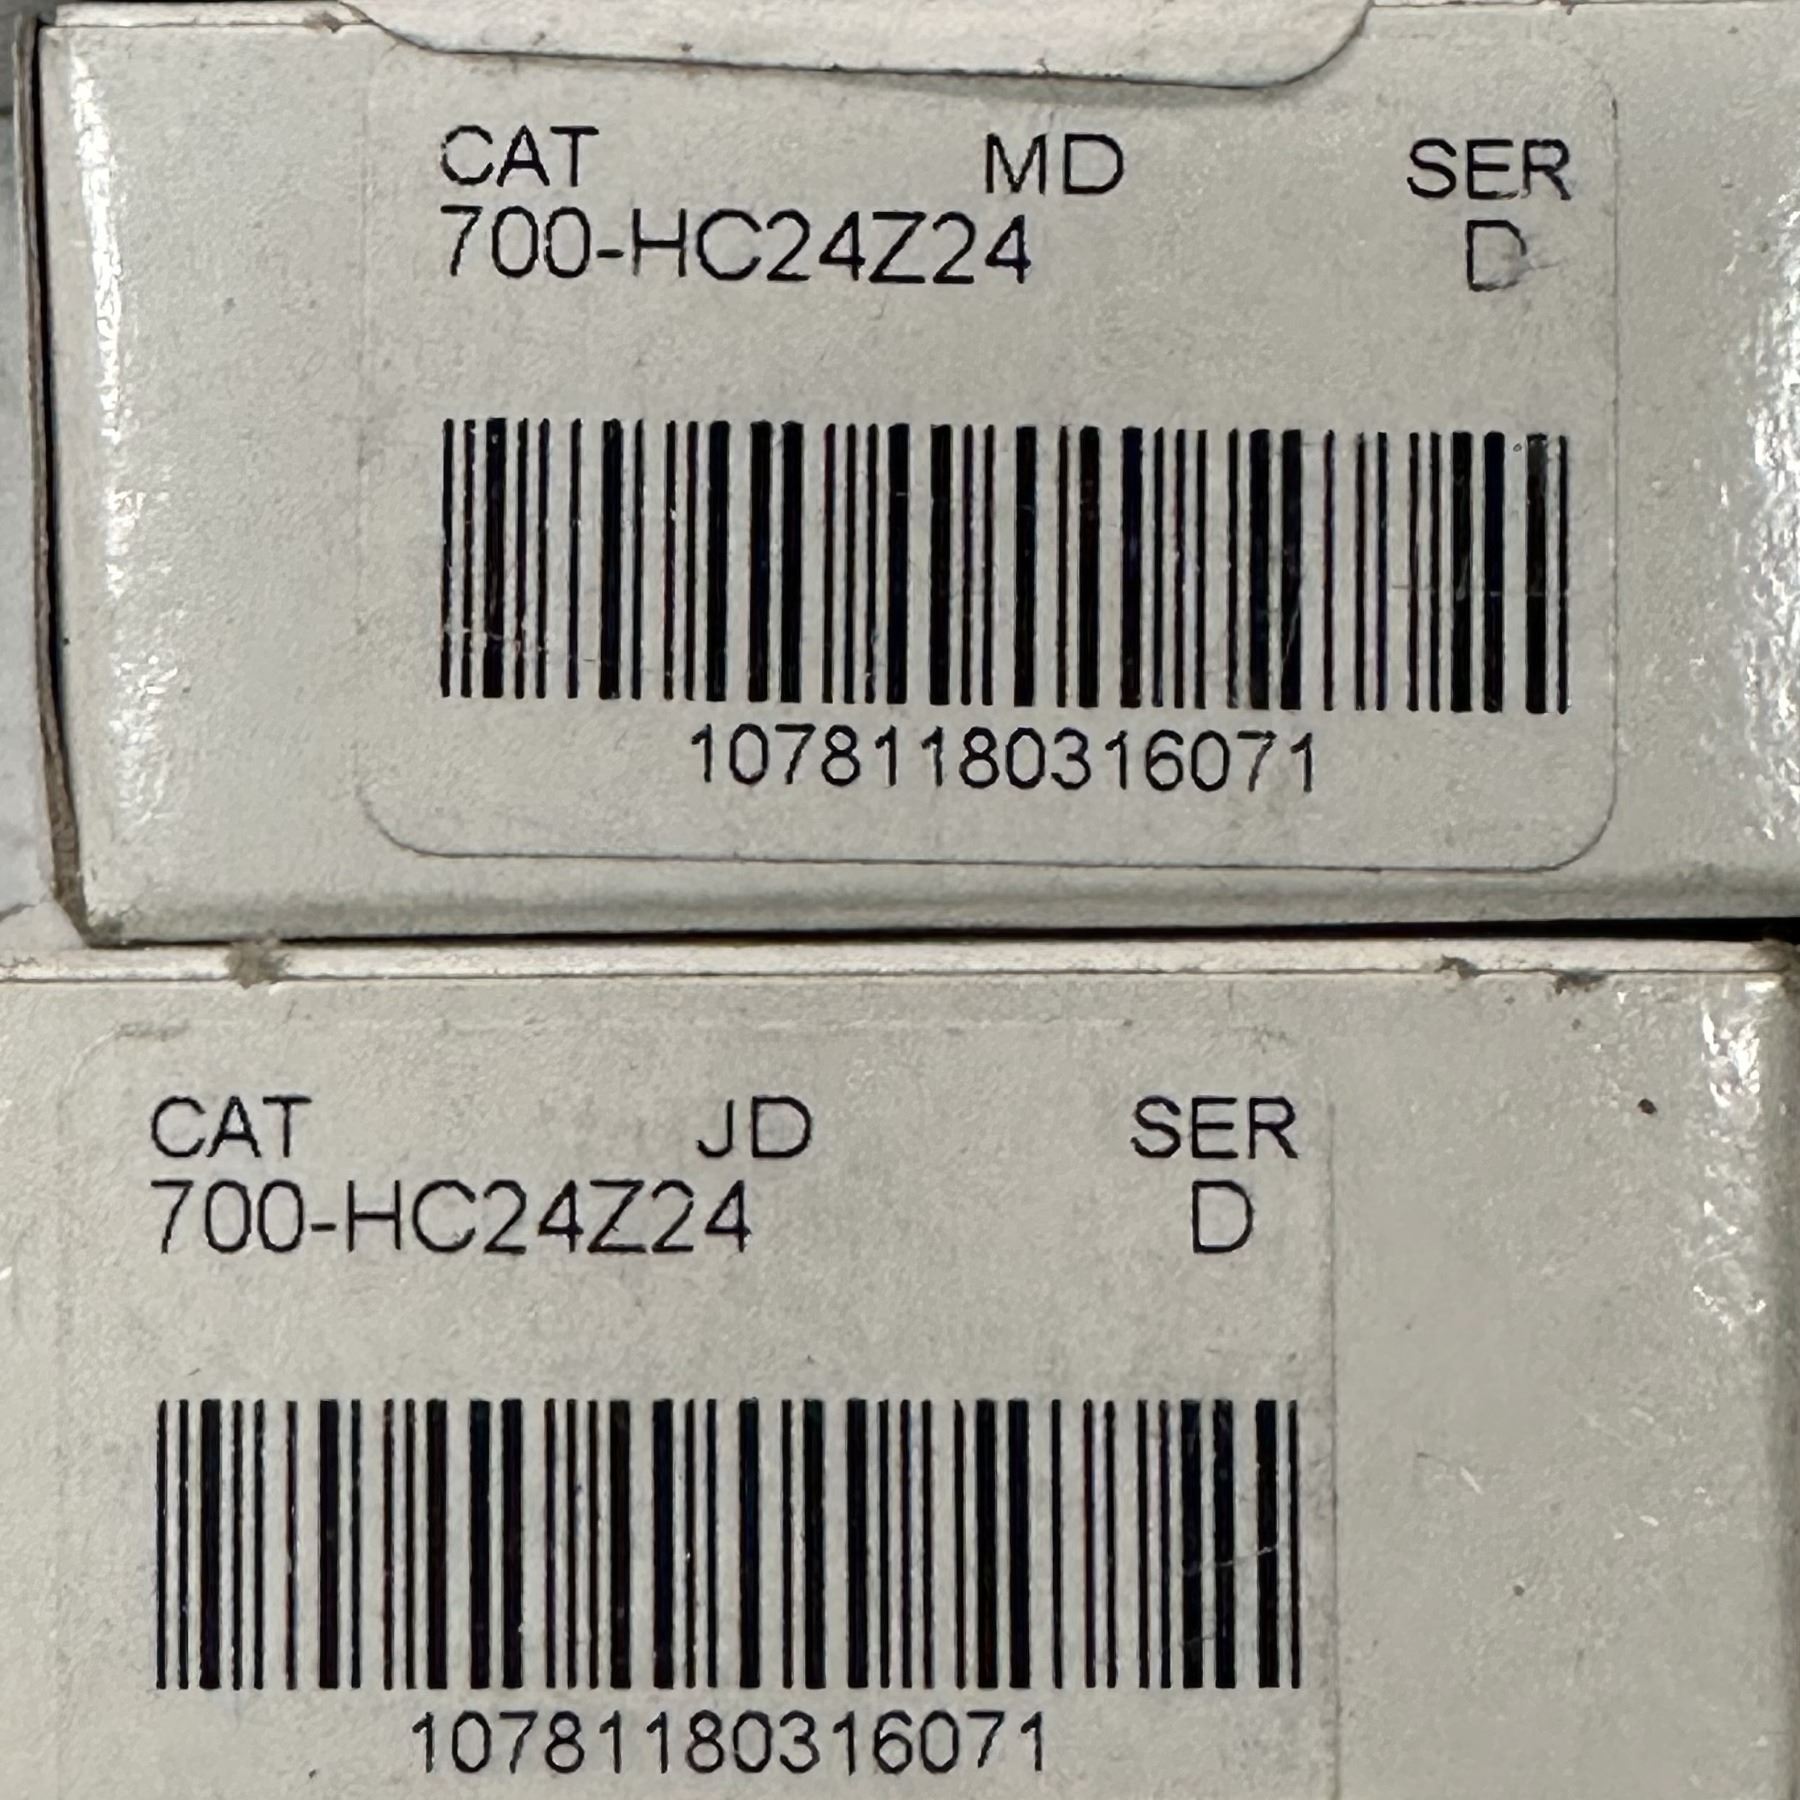 CAT MD SER
700-HC24Z24 D
10781180316071
CAT JD SER
700-HC24Z24 D
10781180316071